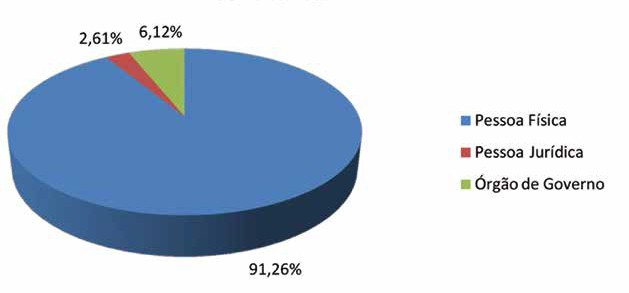 2,61%
6,12%
Pessoa Física
Pessoa Jurídica
Órgão de Governo
91,26%